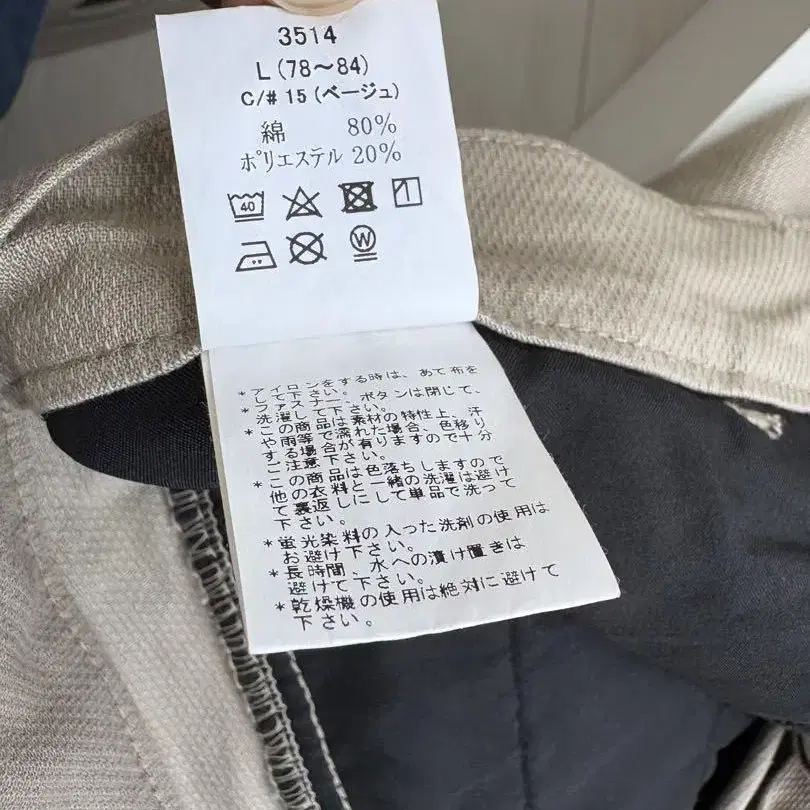 3514
L(78~84)
C/# 15(ベージュ)
綿 80%
ポリエステル 20%
40
W
*アイロンをする時は、あて布を
して下さい。
*ファスナー、ボタンは閉じて、
洗濯して下さい。
*この商品は素材の特性上、汗
や雨等で濡れた場合、色移り
する場合が有りますので十分
ご注意下さい。
*この商品は色落ちしますので
他の衣料と一緒の洗濯は避け
て裏返しにして単品で洗って
下さい。
*蛍光染料の入った洗剤の使用は
お避け下さい。
*長時間、水への漬け置きは
避けて下さい。
*乾燥機の使用は絶対に避けて
下さい。